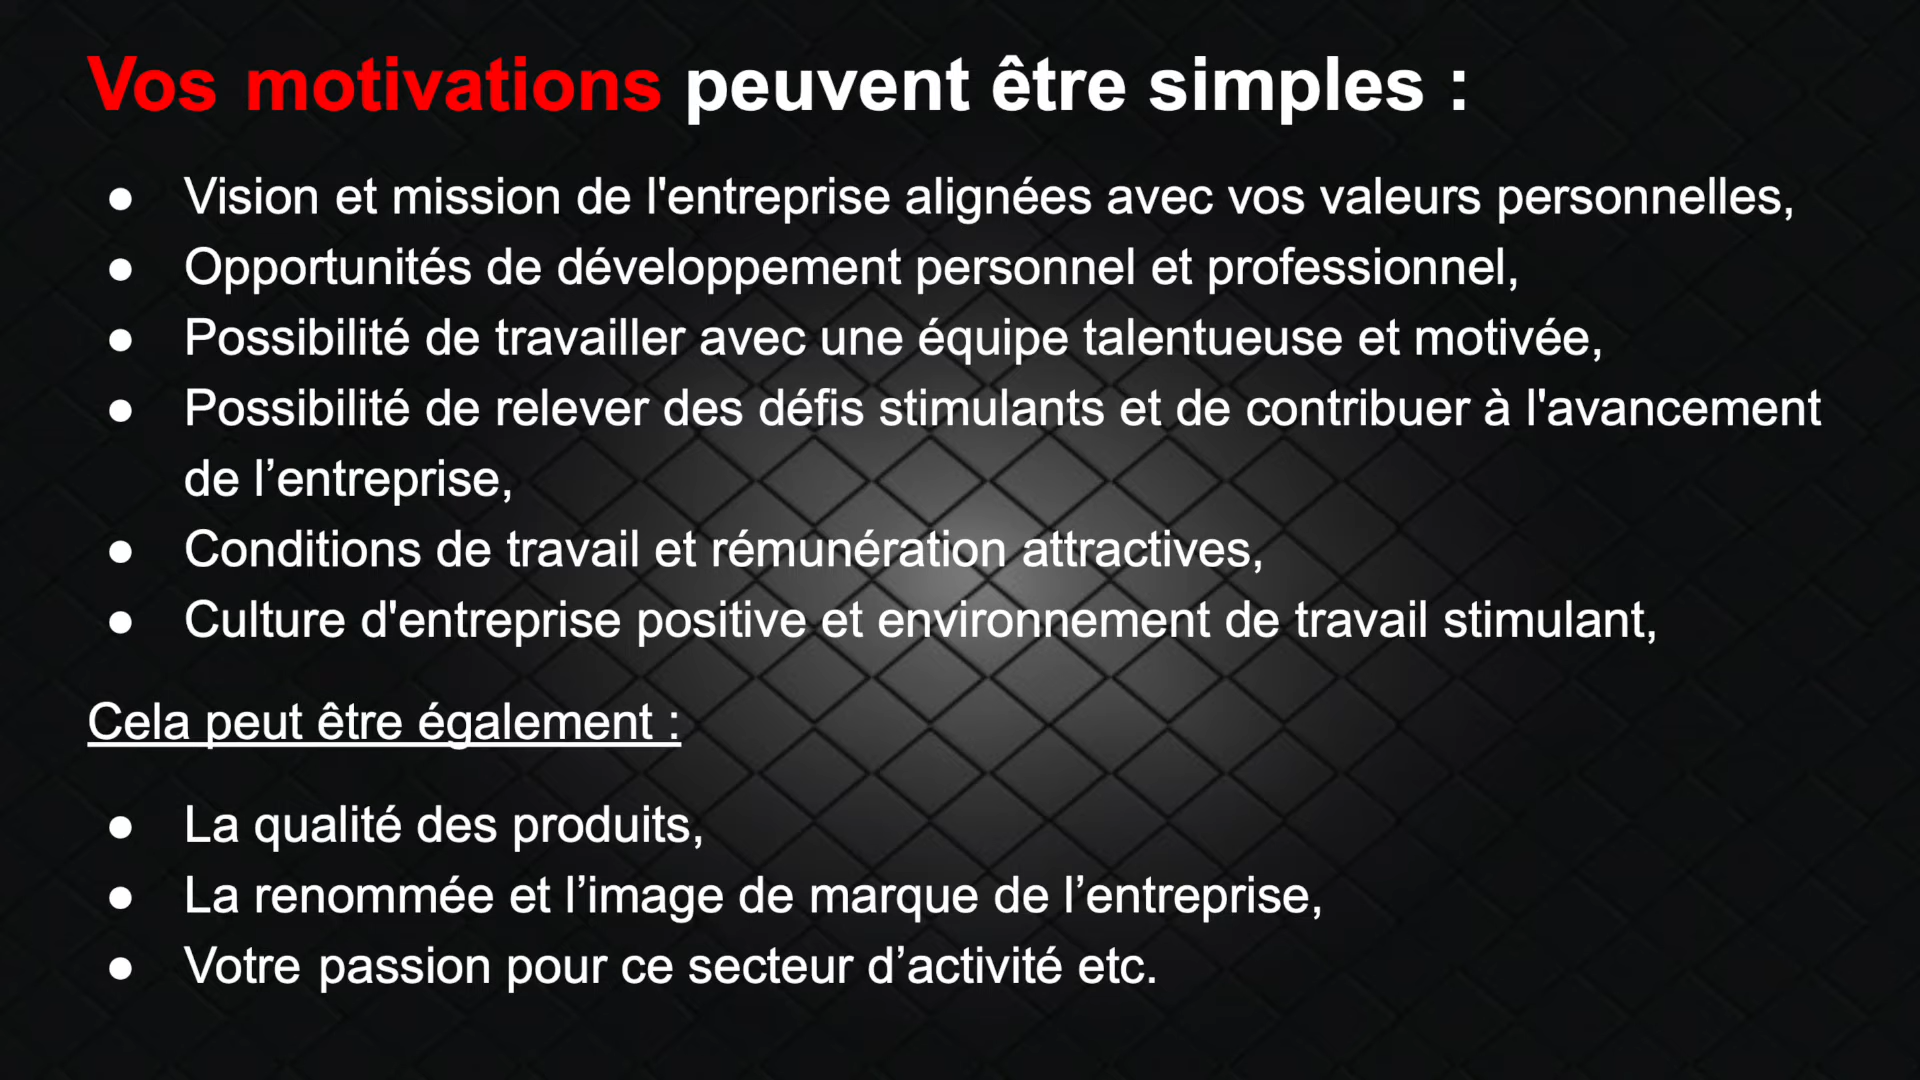 Vos motivations peuvent être simples :
● Vision et mission de l'entreprise alignées avec vos valeurs personnelles,
● Opportunités de développement personnel et professionnel,
● Possibilité de travailler avec une équipe talentueuse et motivée,
● Possibilité de relever des défis stimulants et de contribuer à l'avancement
de l’entreprise,
● Conditions de travail et rémunération attractives,
● Culture d'entreprise positive et environnement de travail stimulant,
Cela peut être également :
● La qualité des produits,
● La renommée et l’image de marque de l’entreprise,
● Votre passion pour ce secteur d’activité etc.